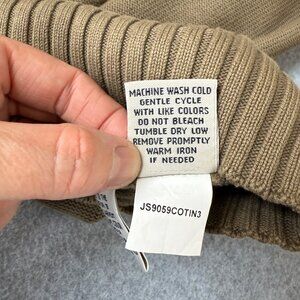 MACHINE WASH COLD
GENTLE CYCLE
WITH LIKE COLORS
DO NOT BLEACH
TUMBLE DRY LOW
REMOVE PROMPTLY
WARM IRON
IF NEEDED
JS9059COTIN3